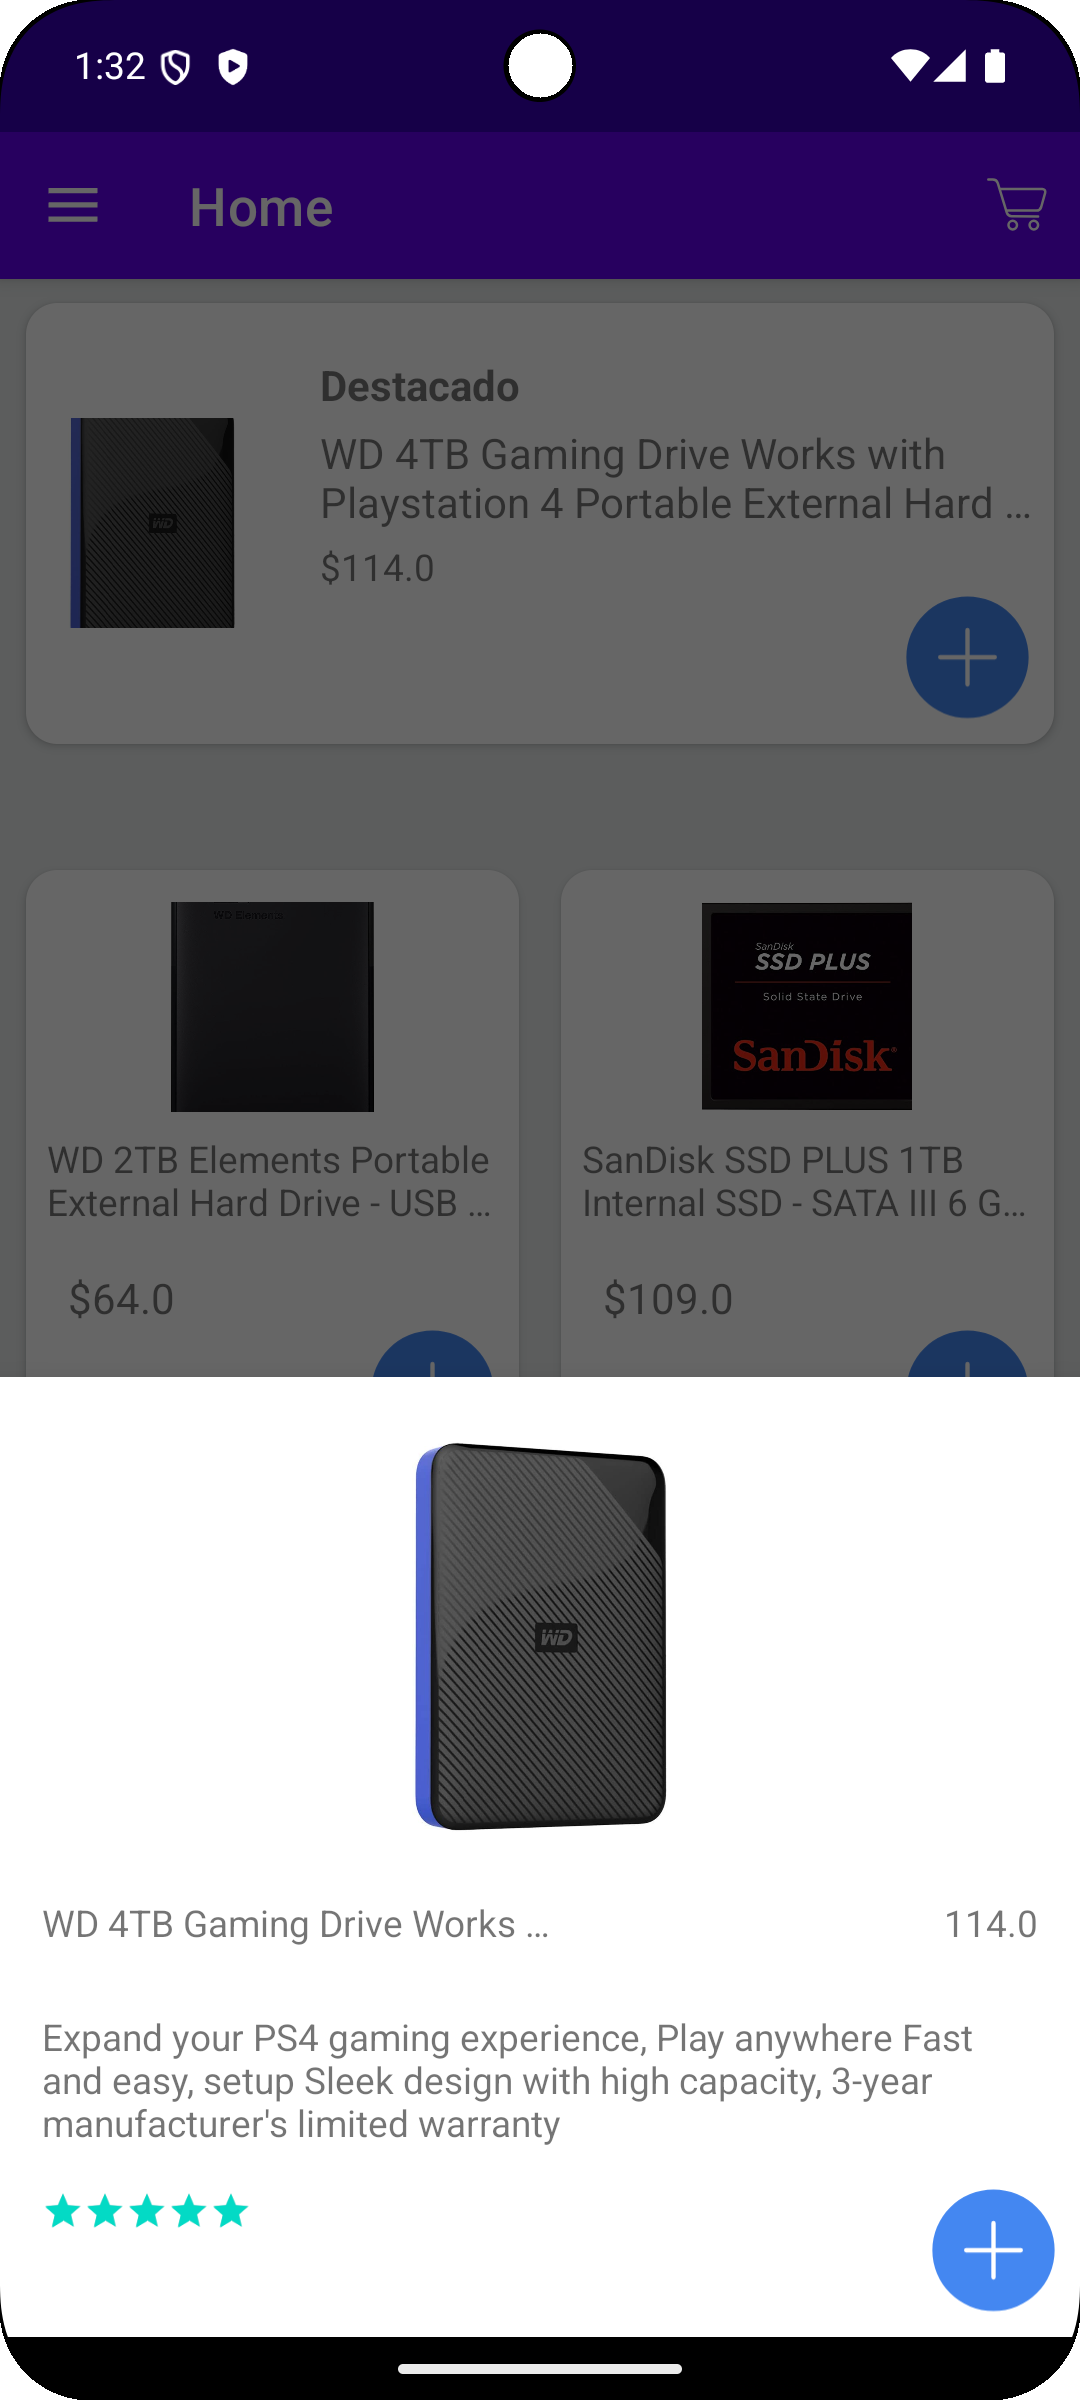 1:32
Home
Destacado
WD 4TB Gaming Drive Works with
Playstation 4 Portable External Hard ...
$114.0
WD
WD Elements
SanDisk
SSD PLUS
Solid State Drive
SanDisk®
WD 2TB Elements Portable
External Hard Drive - USB ...
SanDisk SSD PLUS 1TB
Internal SSD - SATA III 6 G...
$64.0
$109.0
WD
WD 4TB Gaming Drive Works ...
114.0
Expand your PS4 gaming experience, Play anywhere Fast
and easy, setup Sleek design with high capacity, 3-year
manufacturer's limited warranty